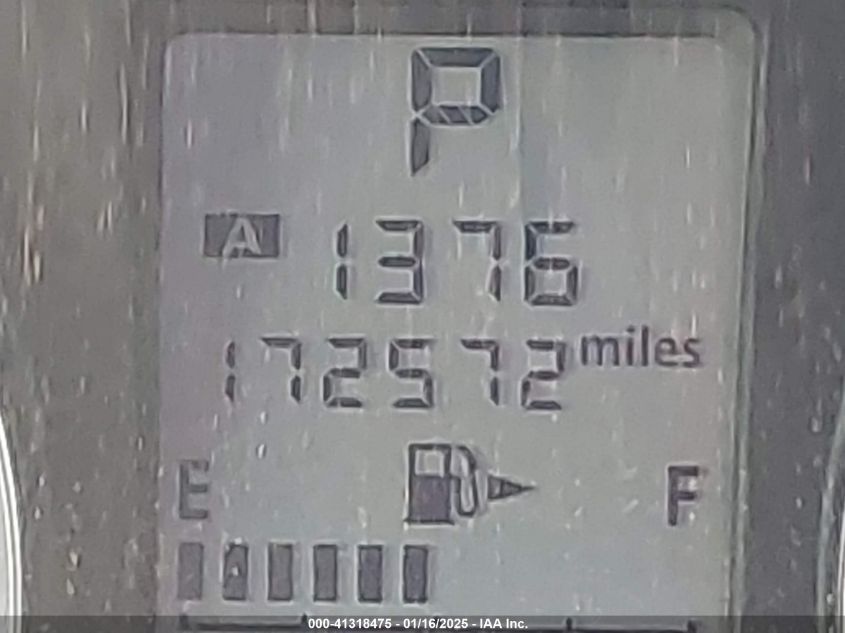 P
A 1376
172572 miles
E F
000-41318475 - 01/16/2025 - IAA Inc.